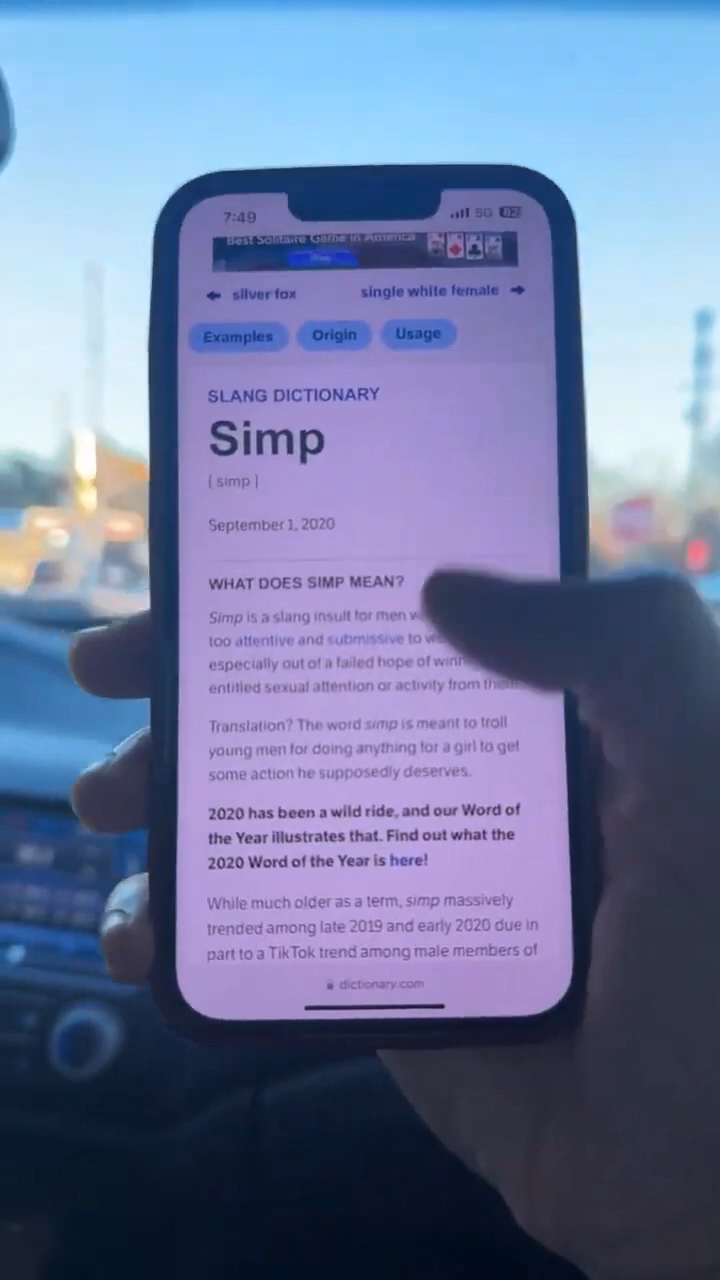 7:49
5G 62
Best Solitaire Game in America
Play
← silver fox
single white female →
Examples
Origin
Usage
SLANG DICTIONARY
Simp
[ simp ]
September 1, 2020
WHAT DOES SIMP MEAN?
Simp is a slang insult for men
too attentive and submissive to
especially out of a failed hope of
entitled sexual attention or activity from
Translation? The word simp is meant to troll
young men for doing anything for a girl to get
some action he supposedly deserves.
2020 has been a wild ride, and our Word of
the Year illustrates that. Find out what the
2020 Word of the Year is here!
While much older as a term, simp massively
trended among late 2019 and early 2020 due in
part to a TikTok trend among male members of
dictionary.com